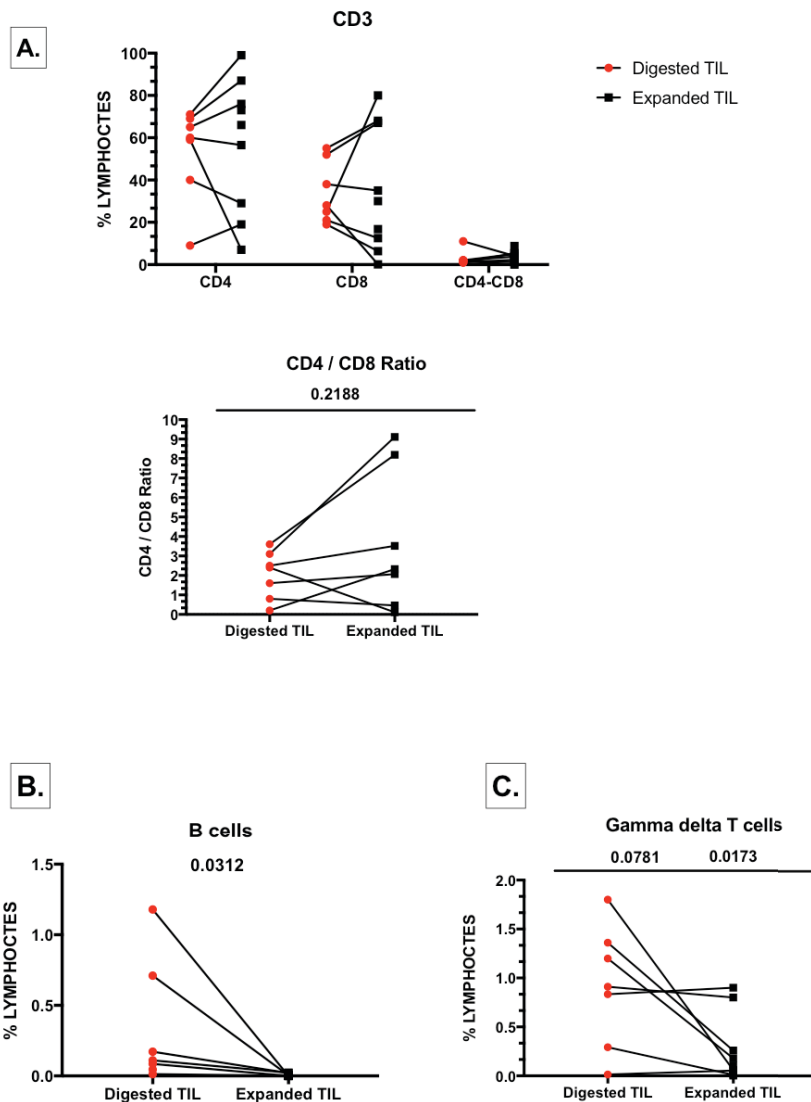 A.
CD3
% LYMPHOCTES
100
80
60
40
20
0
CD4
CD8
CD4-CD8
Digested TIL
Expanded TIL
CD4 / CD8 Ratio
0.2188
CD4 / CD8 Ratio
10
9
8
7
6
5
4
3
2
1
0
Digested TIL
Expanded TIL
B.
B cells
0.0312
% LYMPHOCTES
1.5
1.0
0.5
0.0
Digested TIL
Expanded TIL
C.
Gamma delta T cells
0.0781
0.0173
% LYMPHOCTES
2.0
1.5
1.0
0.5
0.0
Digested TIL
Expanded TIL